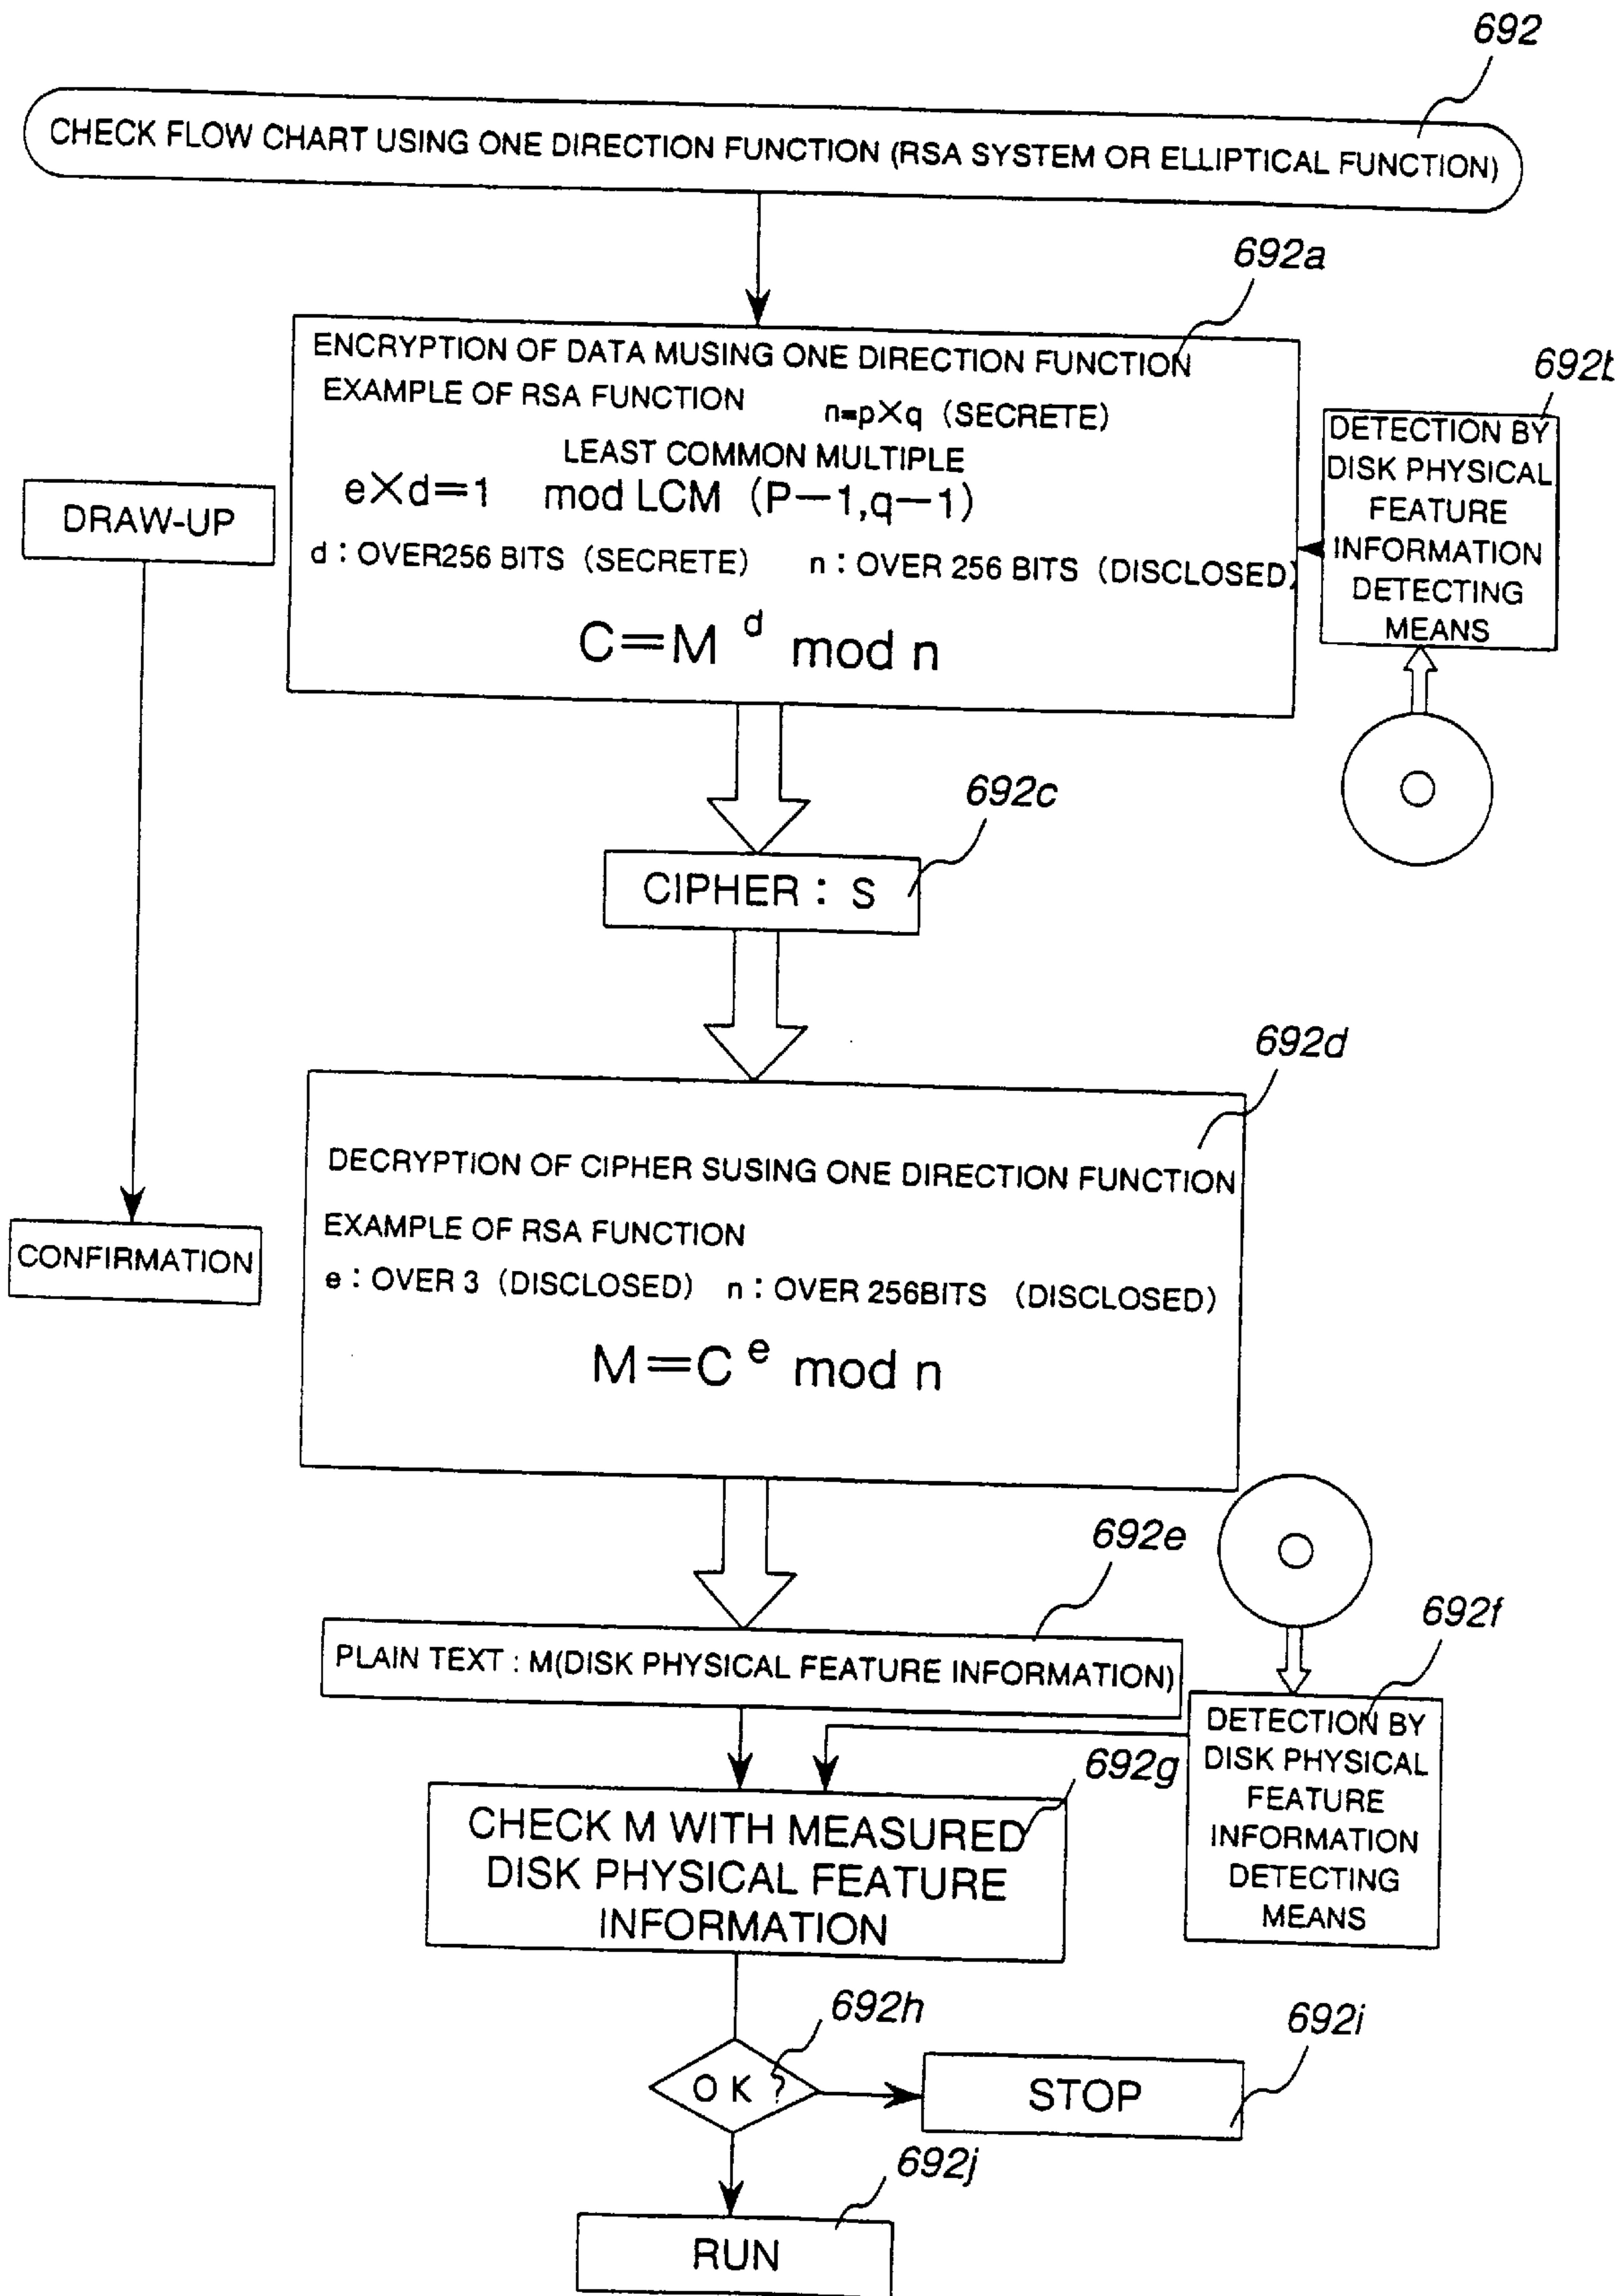 692
CHECK FLOW CHART USING ONE DIRECTION FUNCTION (RSA SYSTEM OR ELLIPTICAL FUNCTION)
692a
ENCRYPTION OF DATA MUSING ONE DIRECTION FUNCTION
EXAMPLE OF RSA FUNCTION n=p×q (SECRETE)
LEAST COMMON MULTIPLE
e×d=1 mod LCM (P-1,q-1)
d : OVER256 BITS (SECRETE) n : OVER 256 BITS (DISCLOSED)
C=M^d mod n
692b
DETECTION BY
DISK PHYSICAL
FEATURE
INFORMATION
DETECTING
MEANS
DRAW-UP
692c
CIPHER : S
692d
DECRYPTION OF CIPHER SUSING ONE DIRECTION FUNCTION
EXAMPLE OF RSA FUNCTION
e : OVER 3 (DISCLOSED) n : OVER 256BITS (DISCLOSED)
M=C^e mod n
CONFIRMATION
692e
PLAIN TEXT : M(DISK PHYSICAL FEATURE INFORMATION)
692f
DETECTION BY
DISK PHYSICAL
FEATURE
INFORMATION
DETECTING
MEANS
692g
CHECK M WITH MEASURED
DISK PHYSICAL FEATURE
INFORMATION
692h
OK ?
692i
STOP
692j
RUN